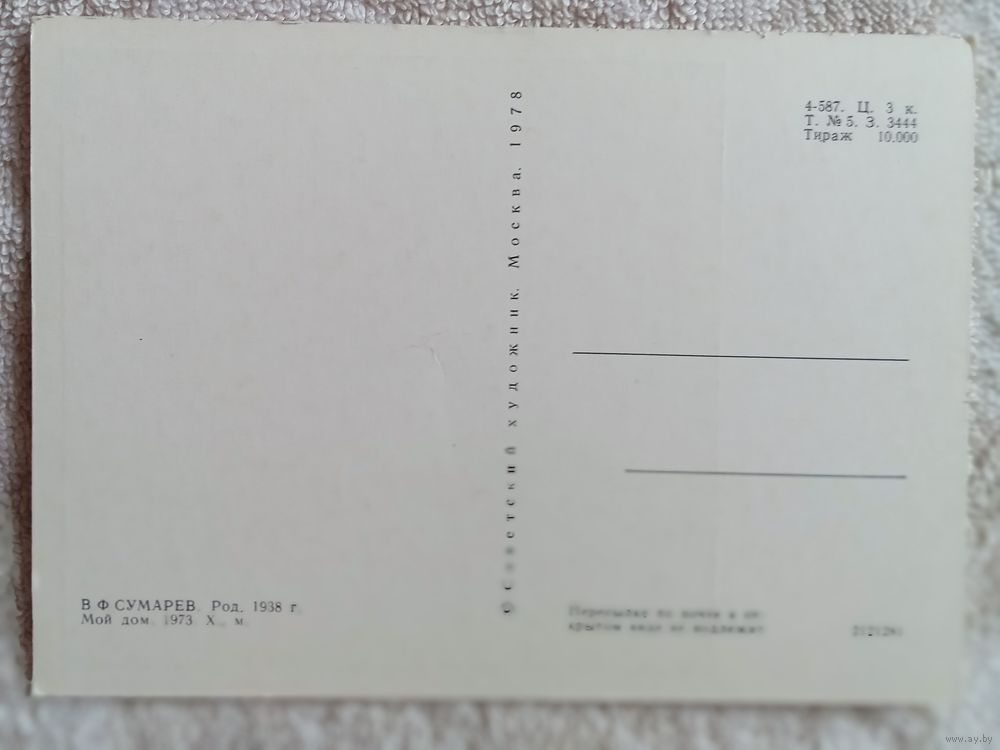 4-587. Ц. 3 к.
Т. № 5. З. 3444
Тираж 10.000
© Советский художник. Москва. 1978
В Ф СУМАРЕВ. Род. 1938 г.
Мой дом. 1973. Х., м.
Пересылке по почте в от-
крытом виде не подлежит
www.ay.by